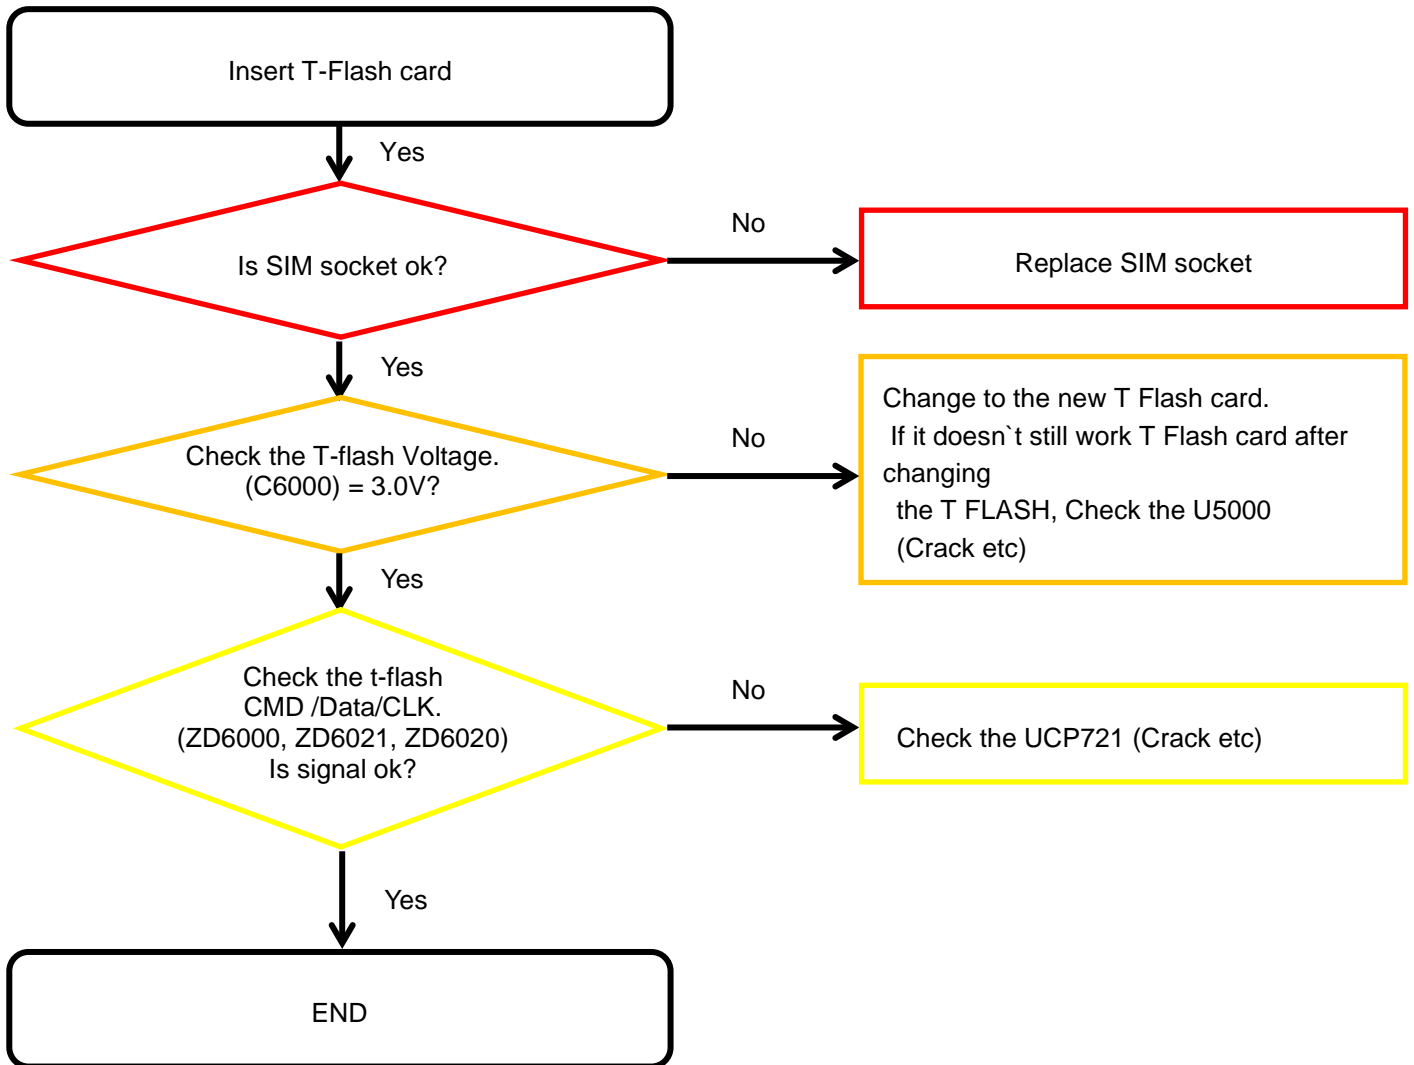 Insert T-Flash card
Yes
Is SIM socket ok?
No
Replace SIM socket
Yes
Check the T-flash Voltage.
(C6000) = 3.0V?
No
Change to the new T Flash card.
If it doesn`t still work T Flash card after
changing
the T FLASH, Check the U5000
(Crack etc)
Yes
Check the t-flash
CMD /Data/CLK.
(ZD6000, ZD6021, ZD6020)
Is signal ok?
No
Check the UCP721 (Crack etc)
Yes
END